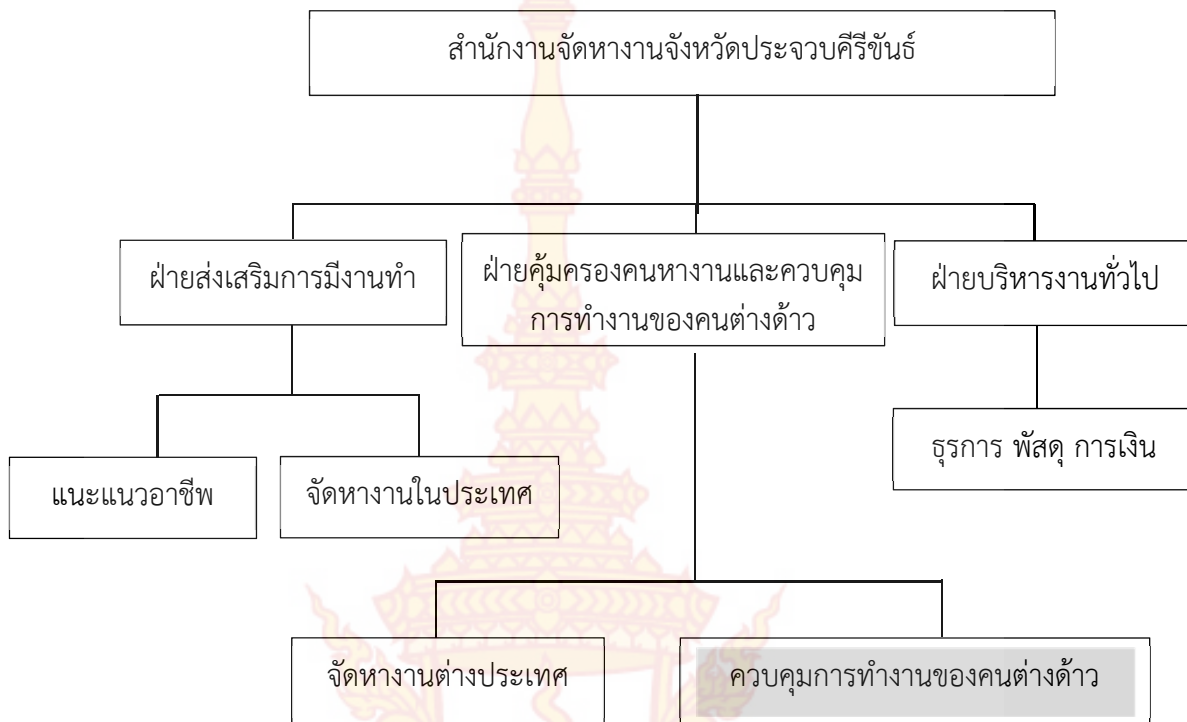 สำนักงานจัดหางานจังหวัดประจวบคีรีขันธ์
ฝ่ายส่งเสริมการมีงานทำ
ฝ่ายคุ้มครองคนหางานและควบคุม
การทำงานของคนต่างด้าว
ฝ่ายบริหารงานทั่วไป
แนะแนวอาชีพ
จัดหางานในประเทศ
ธุรการ พัสดุ การเงิน
จัดหางานต่างประเทศ
ควบคุมการทำงานของคนต่างด้าว